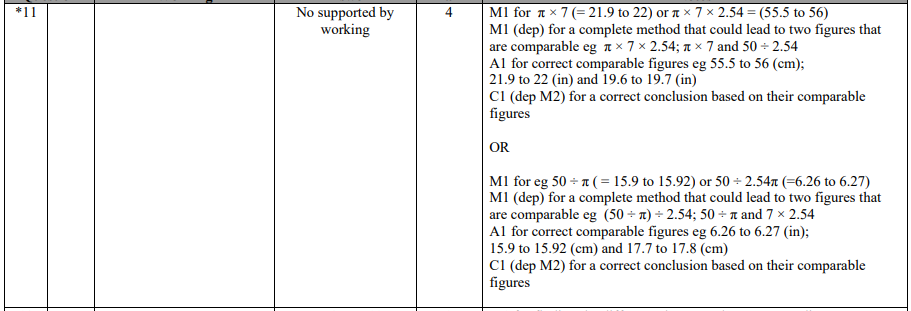 *11
No supported by
working
4
M1 for π × 7 (= 21.9 to 22) or π × 7 × 2.54 = (55.5 to 56)
M1 (dep) for a complete method that could lead to two figures that
are comparable eg π × 7 × 2.54; π × 7 and 50 ÷ 2.54
A1 for correct comparable figures eg 55.5 to 56 (cm);
21.9 to 22 (in) and 19.6 to 19.7 (in)
C1 (dep M2) for a correct conclusion based on their comparable
figures
OR
M1 for eg 50 ÷ π ( = 15.9 to 15.92) or 50 ÷ 2.54π (=6.26 to 6.27)
M1 (dep) for a complete method that could lead to two figures that
are comparable eg (50 ÷ π) ÷ 2.54; 50 ÷ π and 7 × 2.54
A1 for correct comparable figures eg 6.26 to 6.27 (in);
15.9 to 15.92 (cm) and 17.7 to 17.8 (cm)
C1 (dep M2) for a correct conclusion based on their comparable
figures